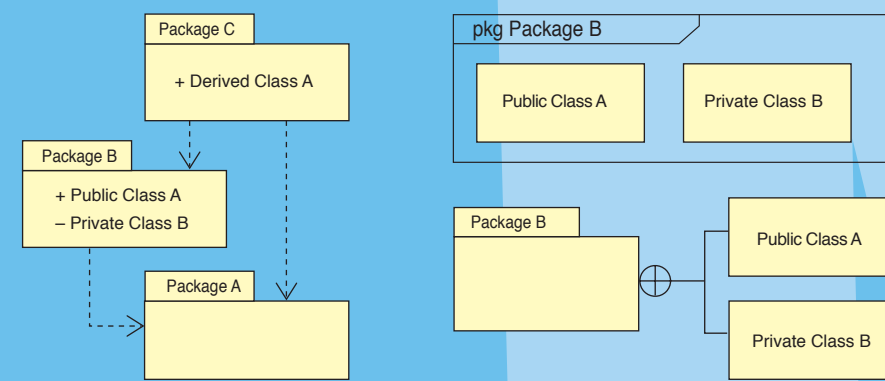 Package C
+ Derived Class A
Package B
+ Public Class A
– Private Class B
Package A
pkg Package B
Public Class A
Private Class B
Package B
Public Class A
Private Class B